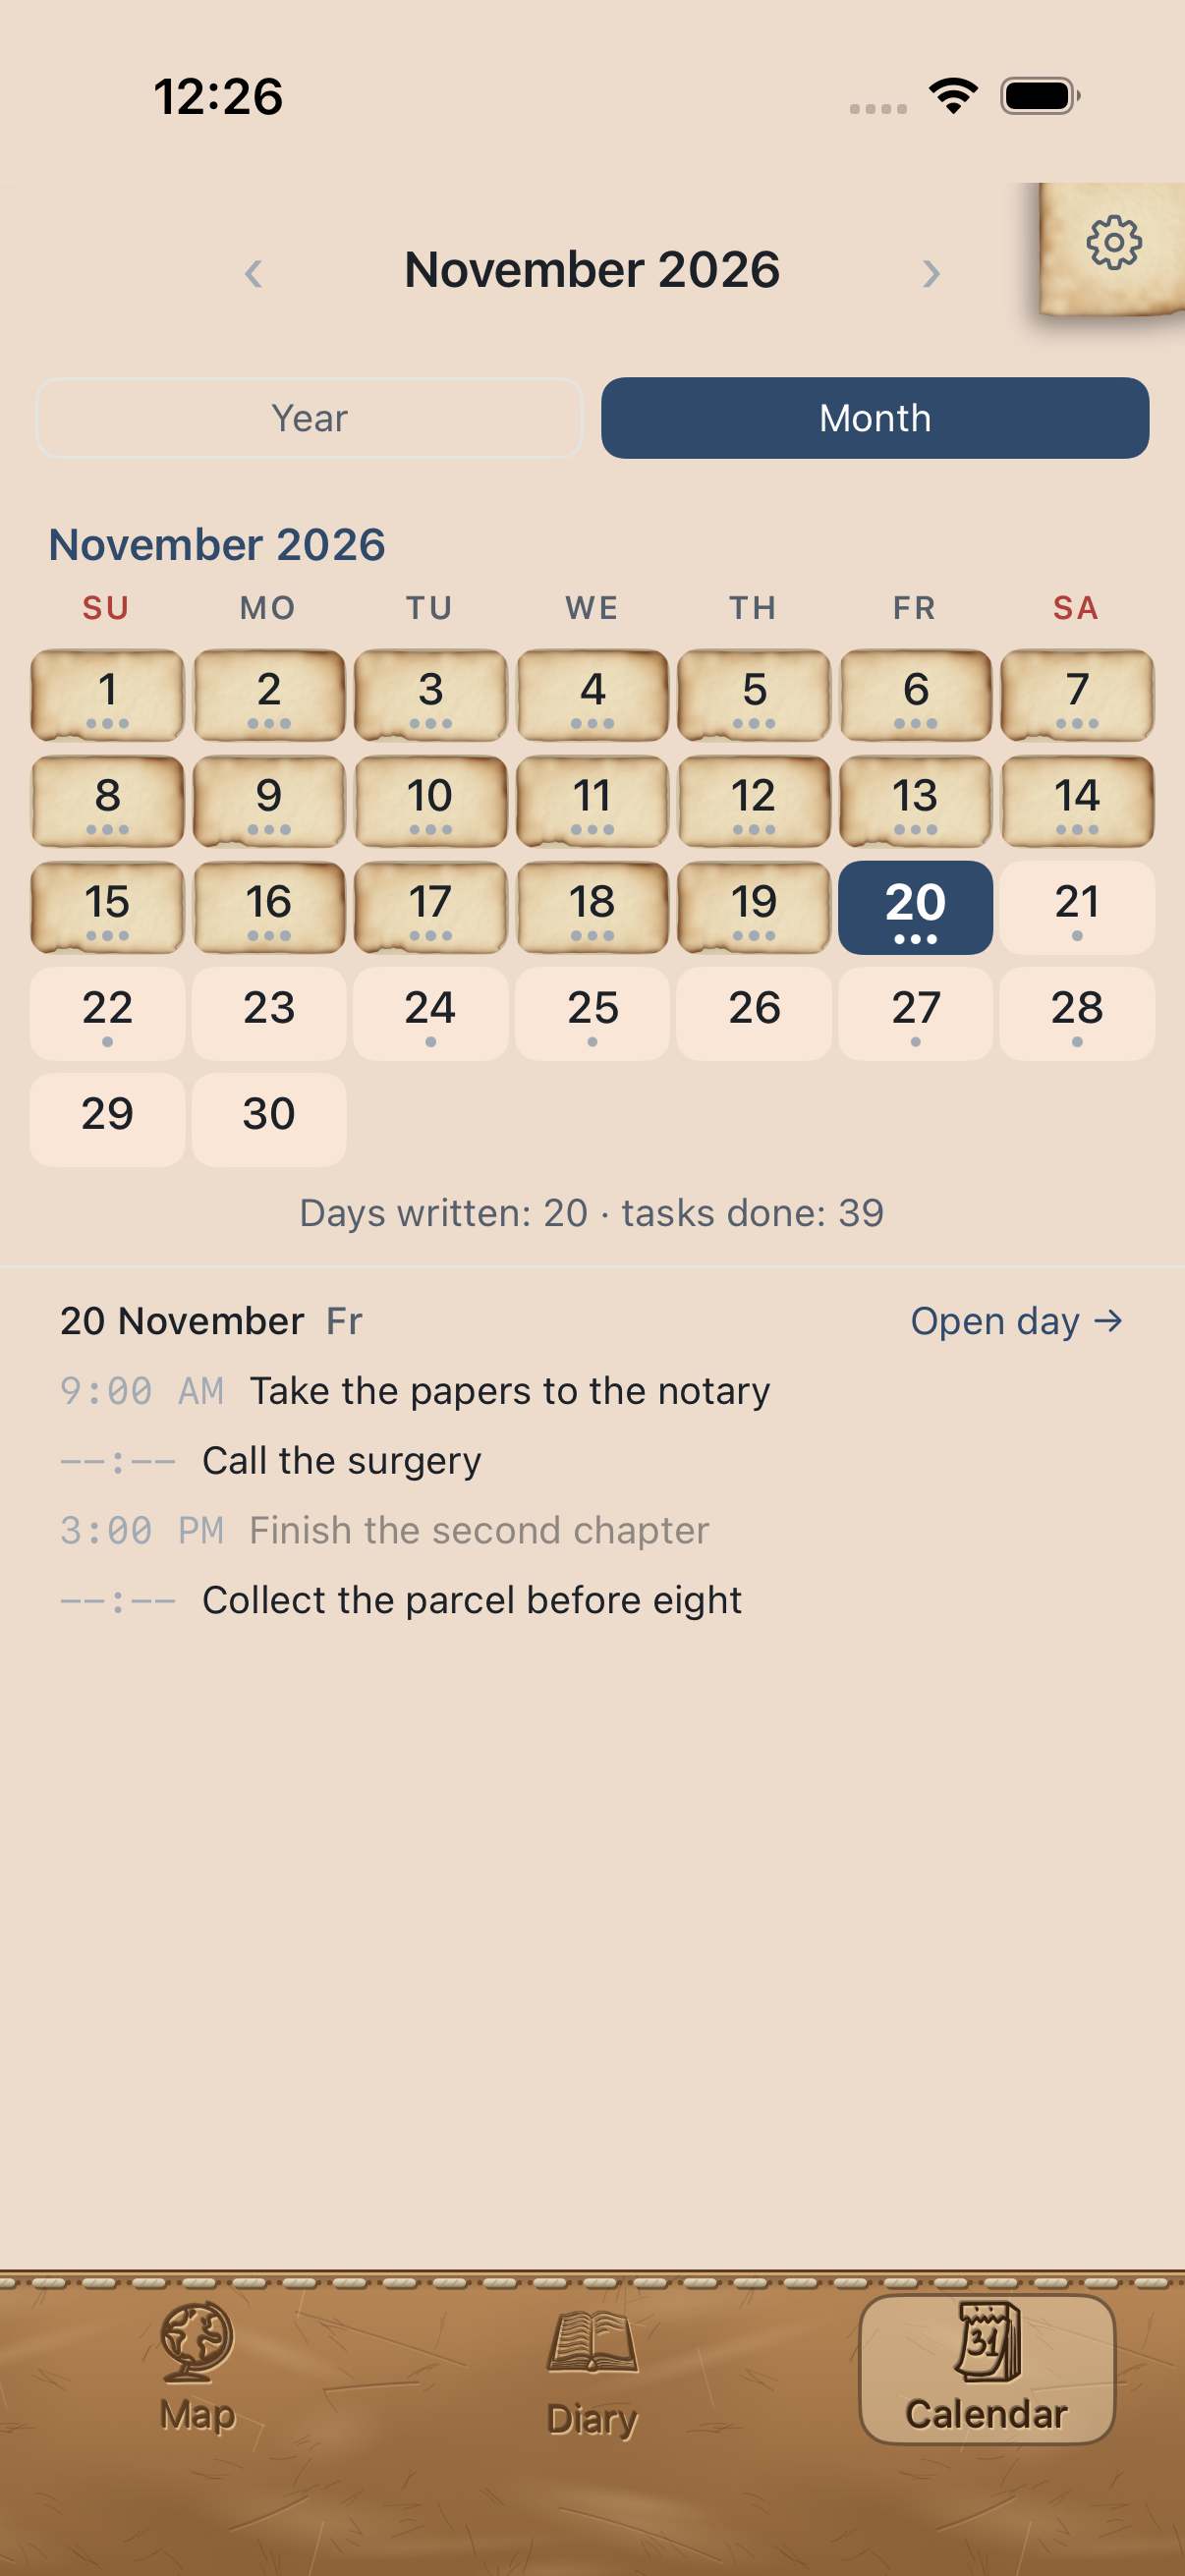 12:26
‹ November 2026 ›
Year Month
November 2026
SU MO TU WE TH FR SA
1 2 3 4 5 6 7
8 9 10 11 12 13 14
15 16 17 18 19 20 21
22 23 24 25 26 27 28
29 30
Days written: 20 · tasks done: 39
20 November Fr Open day →
9:00 AM Take the papers to the notary
––:–– Call the surgery
3:00 PM Finish the second chapter
––:–– Collect the parcel before eight
31
Map Diary Calendar